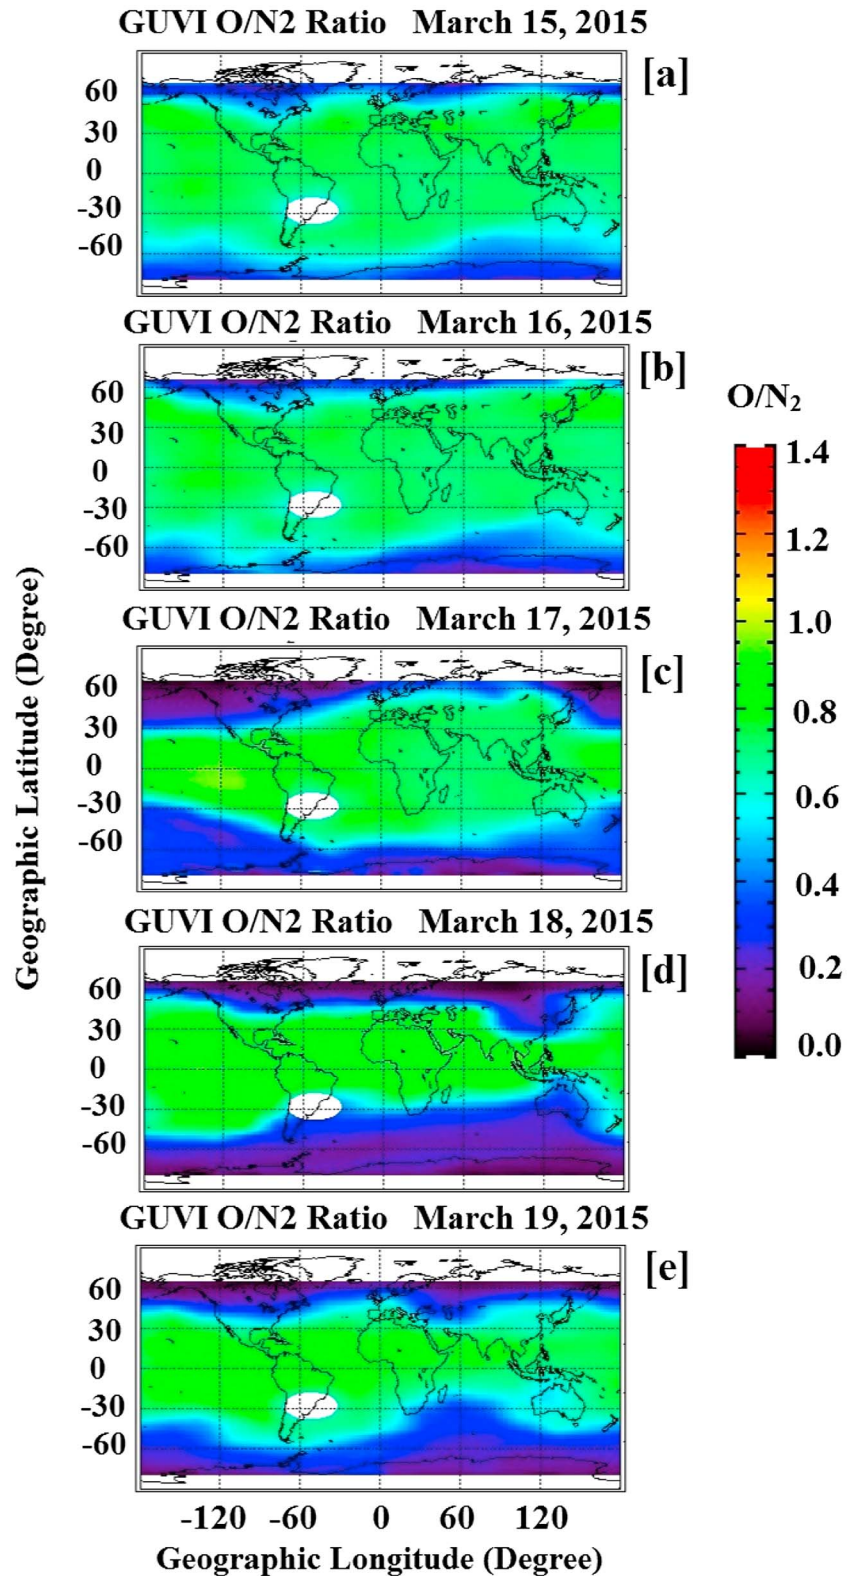 GUVI O/N2 Ratio March 15, 2015
[a]
60
30
0
-30
-60
GUVI O/N2 Ratio March 16, 2015
[b]
60
30
0
-30
-60
O/N2
1.4
1.2
1.0
0.8
0.6
0.4
0.2
0.0
GUVI O/N2 Ratio March 17, 2015
[c]
60
30
0
-30
-60
Geographic Latitude (Degree)
GUVI O/N2 Ratio March 18, 2015
[d]
60
30
0
-30
-60
GUVI O/N2 Ratio March 19, 2015
[e]
60
30
0
-30
-60
-120 -60 0 60 120
Geographic Longitude (Degree)